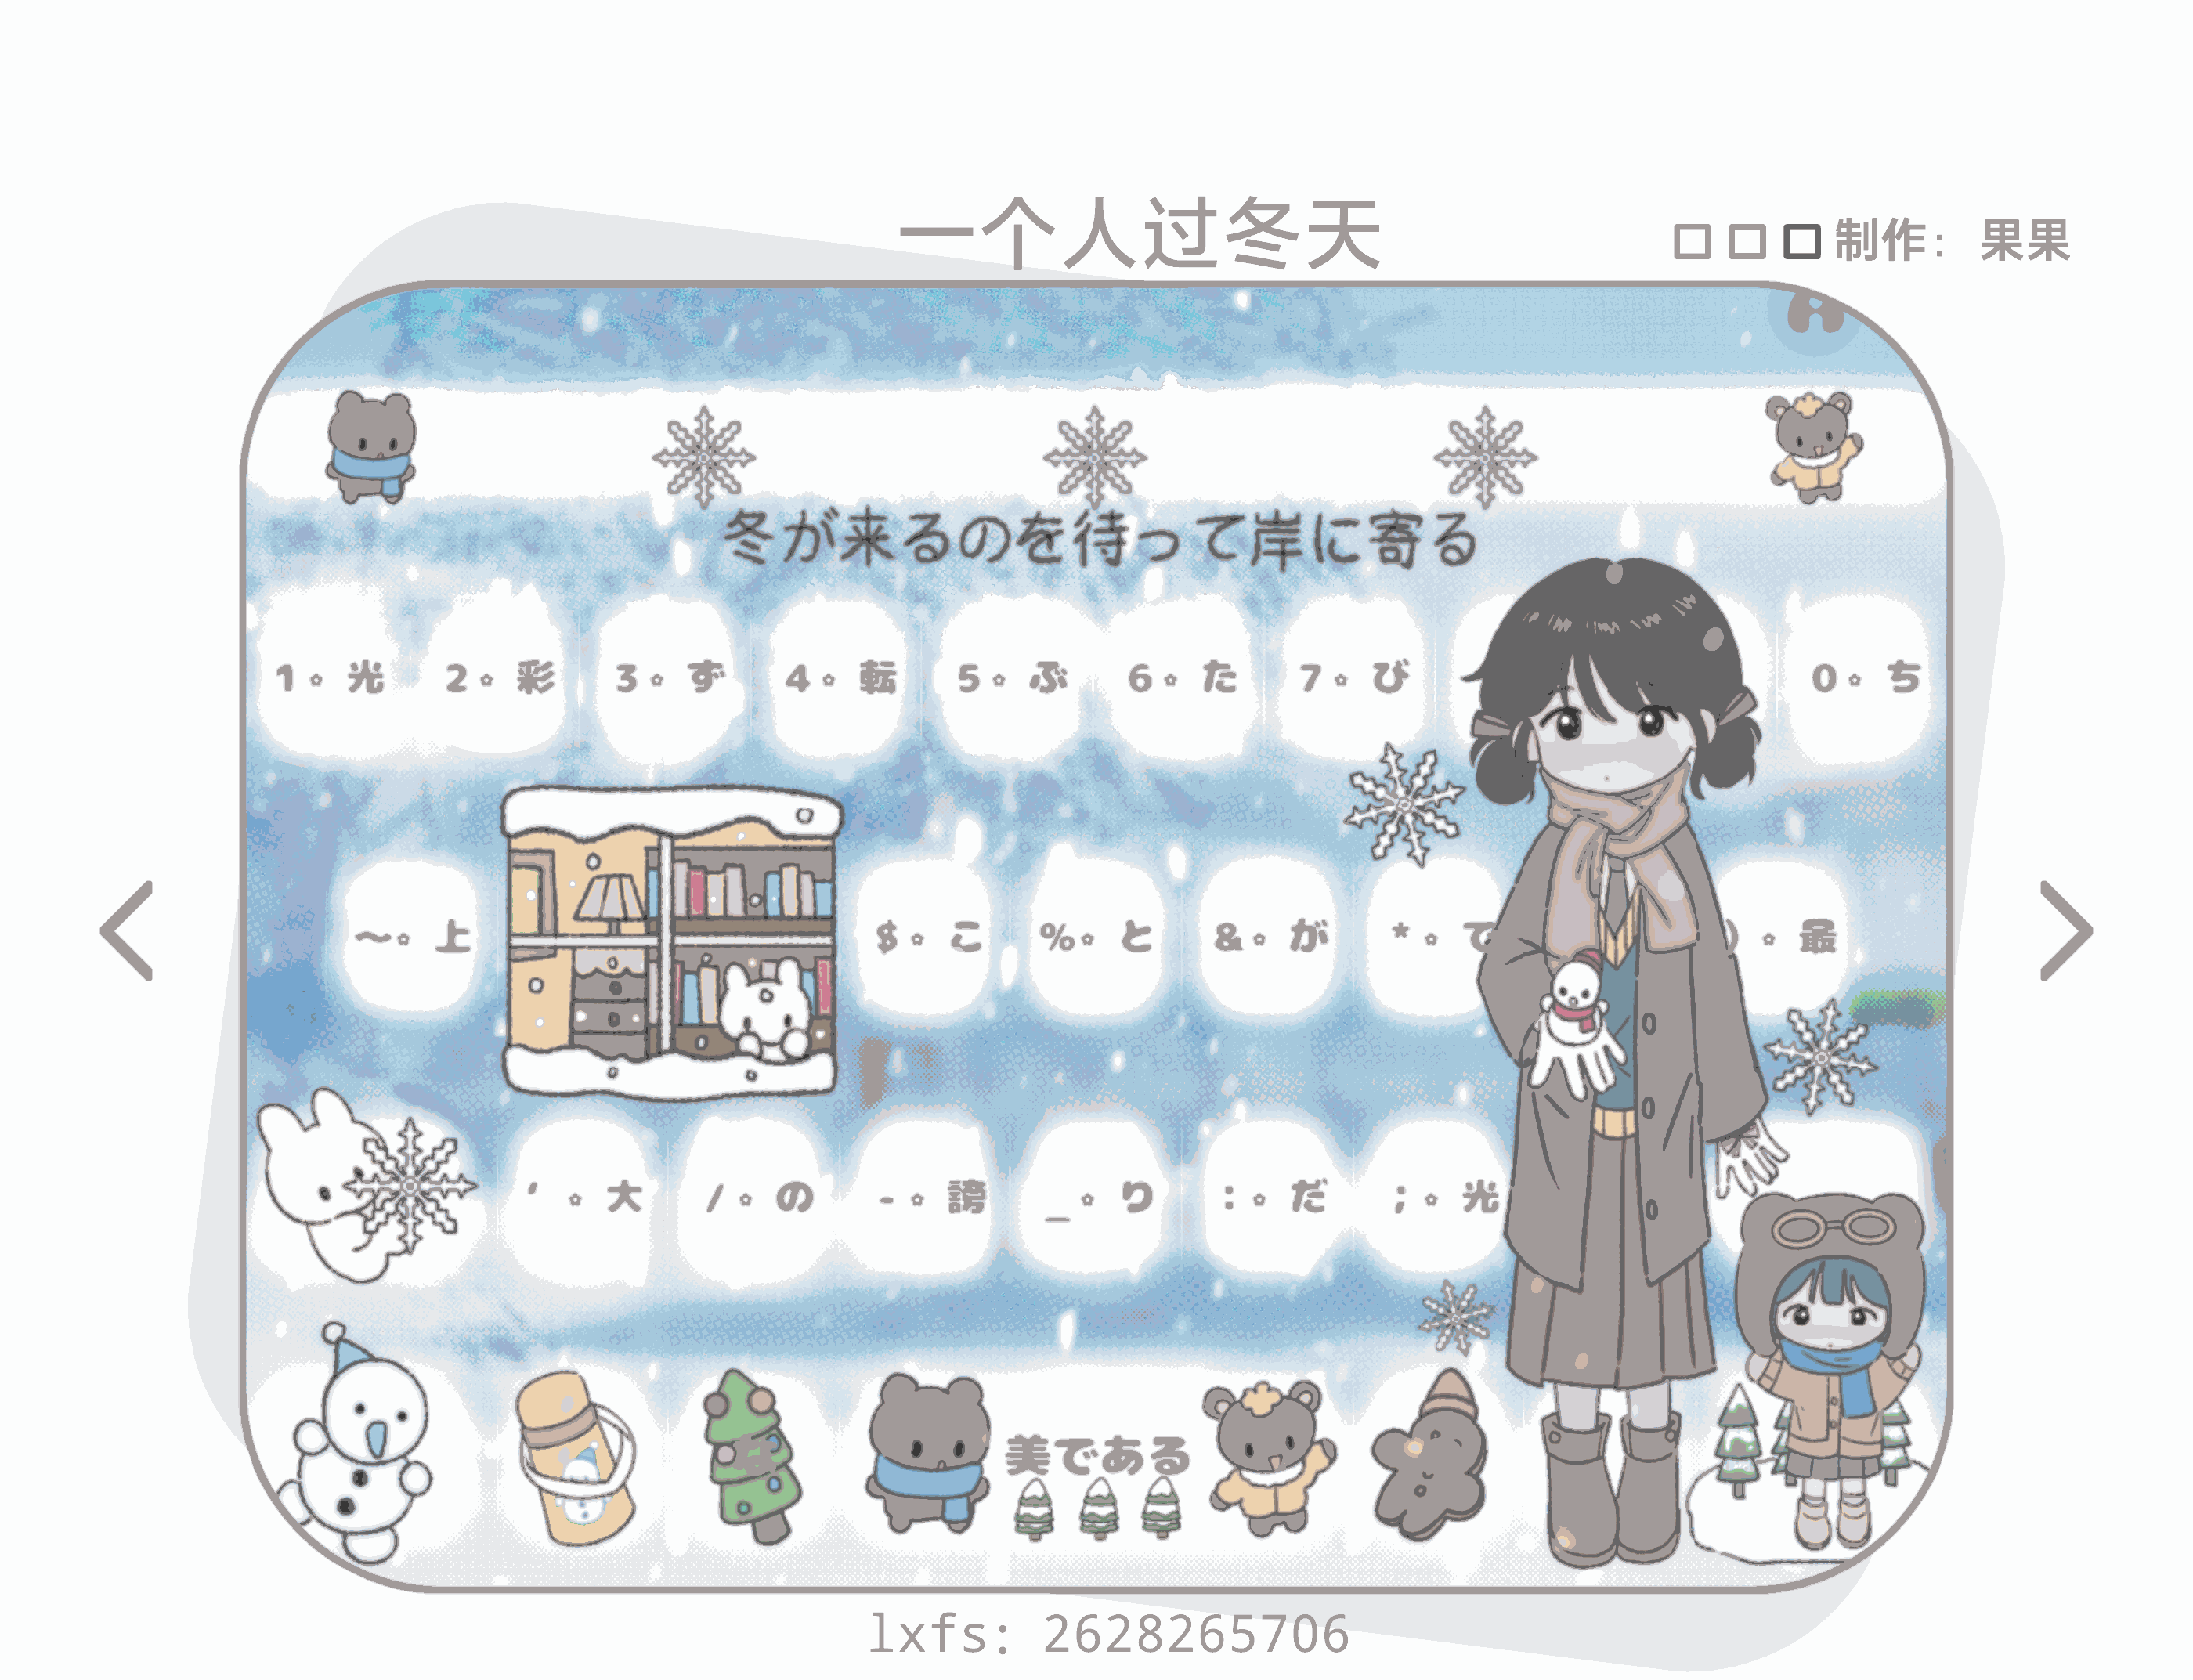 一个人过冬天
制作：果果
冬が来るのを待って岸に寄る
1 光 2 彩 3 ず 4 転 5 ぶ 6 た 7 び 0 ち
～ 上 $ こ % と & が * て ) 最
' 大 / の - 誇 _ り : だ ; 光
美である
lxfs: 2628265706